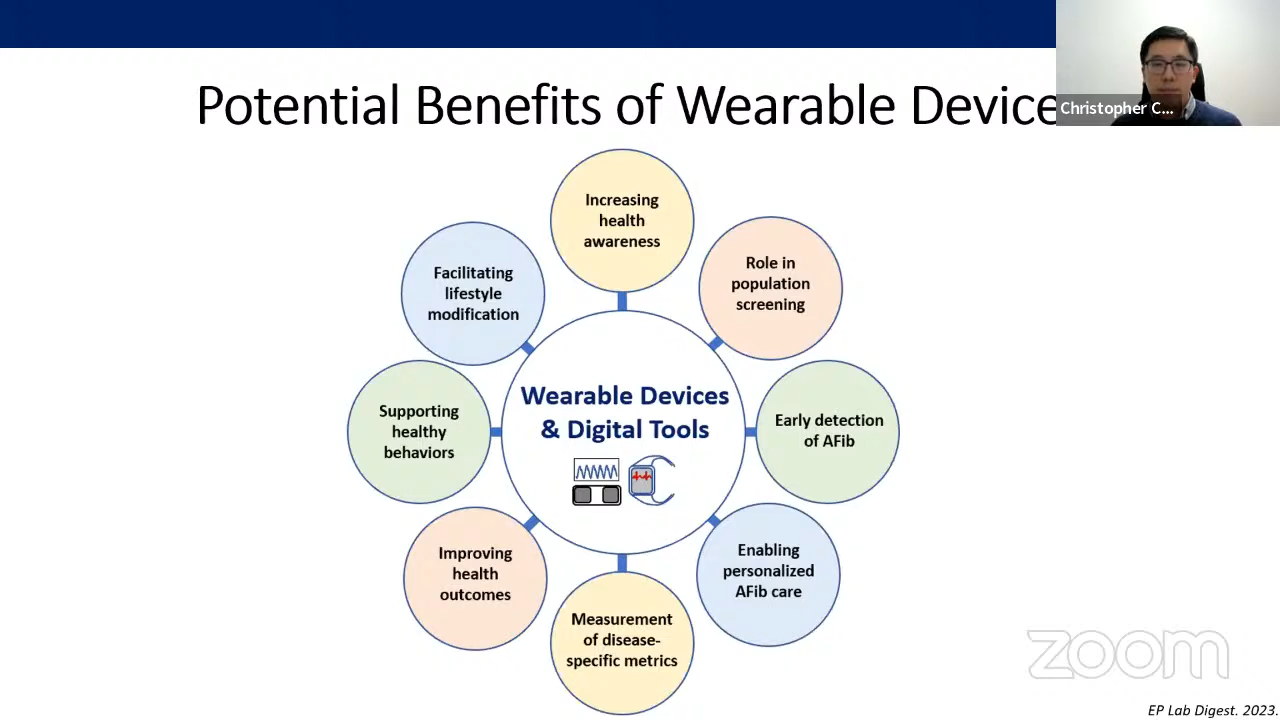 Potential Benefits of Wearable Device
Christopher C...
Increasing
health
awareness
Role in
population
screening
Early detection
of AFib
Enabling
personalized
AFib care
Measurement
of disease-
specific metrics
Improving
health
outcomes
Supporting
healthy
behaviors
Facilitating
lifestyle
modification
Wearable Devices
& Digital Tools
zoom
EP Lab Digest. 2023.